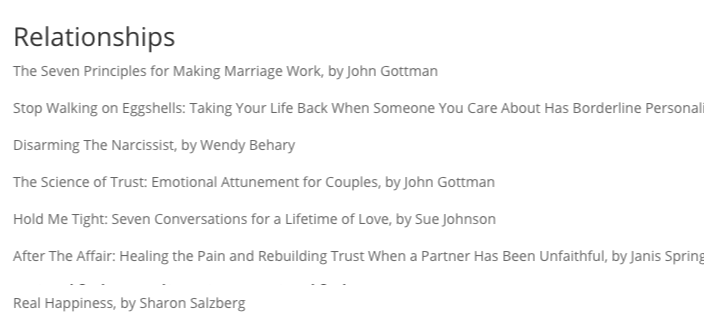 Relationships
The Seven Principles for Making Marriage Work, by John Gottman
Stop Walking on Eggshells: Taking Your Life Back When Someone You Care About Has Borderline Personali
Disarming The Narcissist, by Wendy Behary
The Science of Trust: Emotional Attunement for Couples, by John Gottman
Hold Me Tight: Seven Conversations for a Lifetime of Love, by Sue Johnson
After The Affair: Healing the Pain and Rebuilding Trust When a Partner Has Been Unfaithful, by Janis Spring
Real Happiness, by Sharon Salzberg